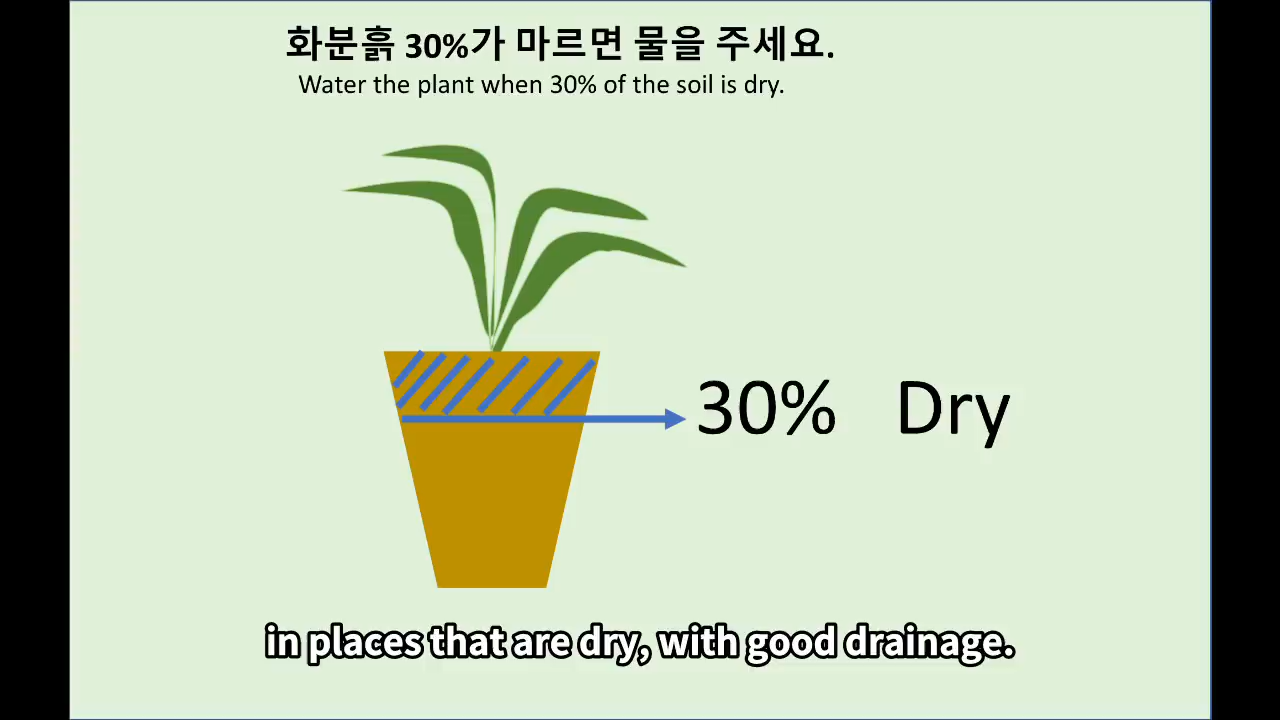 화분흙 30%가 마르면 물을 주세요.
Water the plant when 30% of the soil is dry.
30% Dry
in places that are dry, with good drainage.